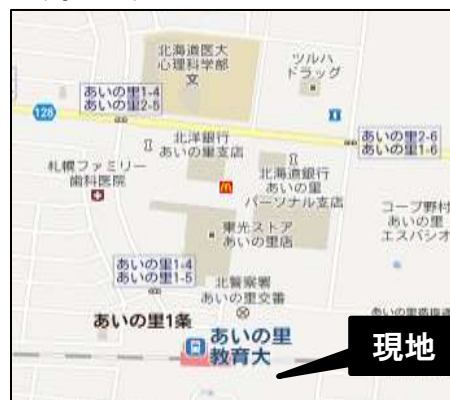 北海道医大
心理科学部
文
ツルハ
ドラッグ
あいの里1-4
あいの里2-5
128
北洋銀行
あいの里支店
あいの里2-6
あいの里1-6
札幌ファミリー
歯科医院
北海道銀行
あいの里
パーソナル支店
コープ野村
あいの里
エスパシオ
東光ストア
あいの里店
あいの里1-4
あいの里1-5
北警察署
あいの里交番
あいの里1条
あいの里
教育大
現地